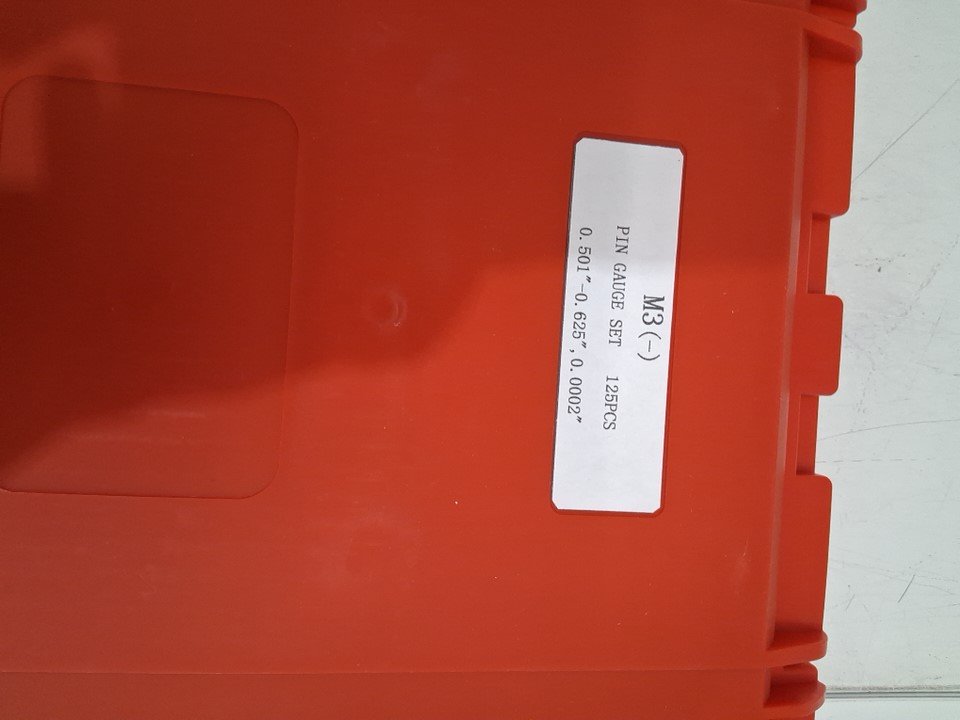 M3(-)
PIN GAUGE SET 125PCS
0.501"-0.625",0.0002"